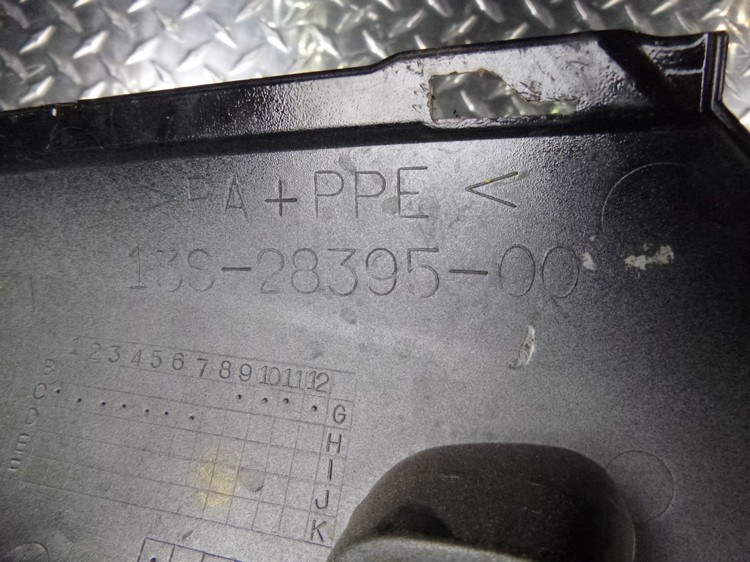 >PA+PPE<
13S-28395-00
1 2 3 4 5 6 7 8 9 10 11 12
B
C G
D H
E I
J
K